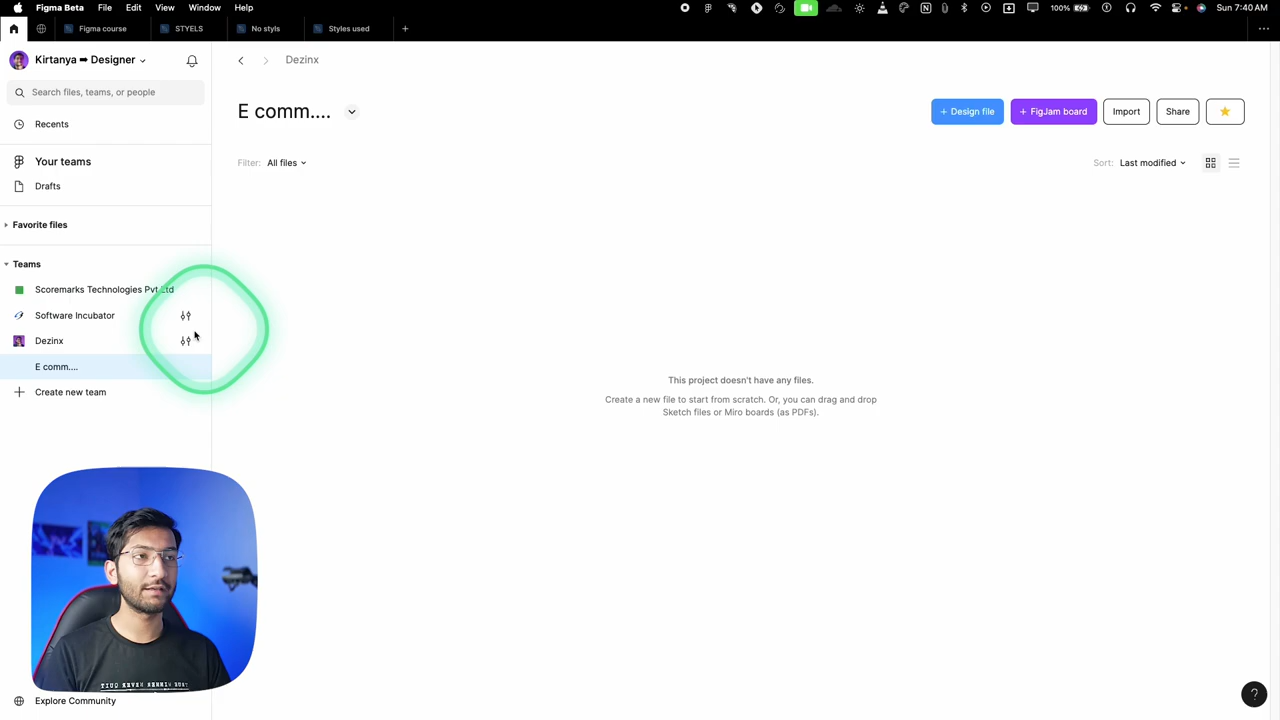 Figma Beta File Edit View Window Help 100% Sun 7:40 AM
Figma course STYELS No styls Styles used
Kirtanya ➡ Designer
Search files, teams, or people
Recents
Your teams
Drafts
Favorite files
Teams
Scoremarks Technologies Pvt Ltd
Software Incubator
Dezinx
E comm....
Create new team
Explore Community
Dezinx
E comm....
+ Design file + FigJam board Import Share
Filter: All files
Sort: Last modified
This project doesn't have any files.
Create a new file to start from scratch. Or, you can drag and drop
Sketch files or Miro boards (as PDFs).
?